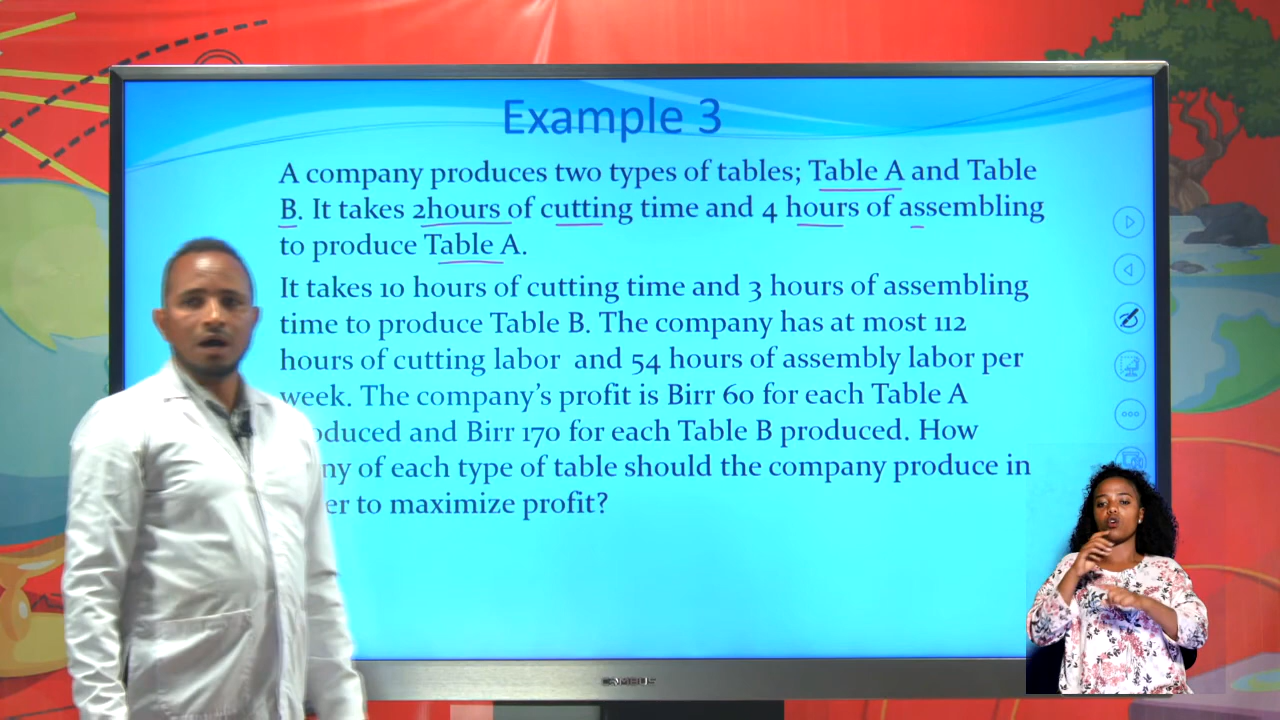 Example 3
A company produces two types of tables; Table A and Table
B. It takes 2hours of cutting time and 4 hours of assembling
to produce Table A.
It takes 10 hours of cutting time and 3 hours of assembling
time to produce Table B. The company has at most 112
hours of cutting labor and 54 hours of assembly labor per
week. The company's profit is Birr 60 for each Table A
and Birr 170 for each Table B produced. How
of each type of table should the company produce in
to maximize profit?